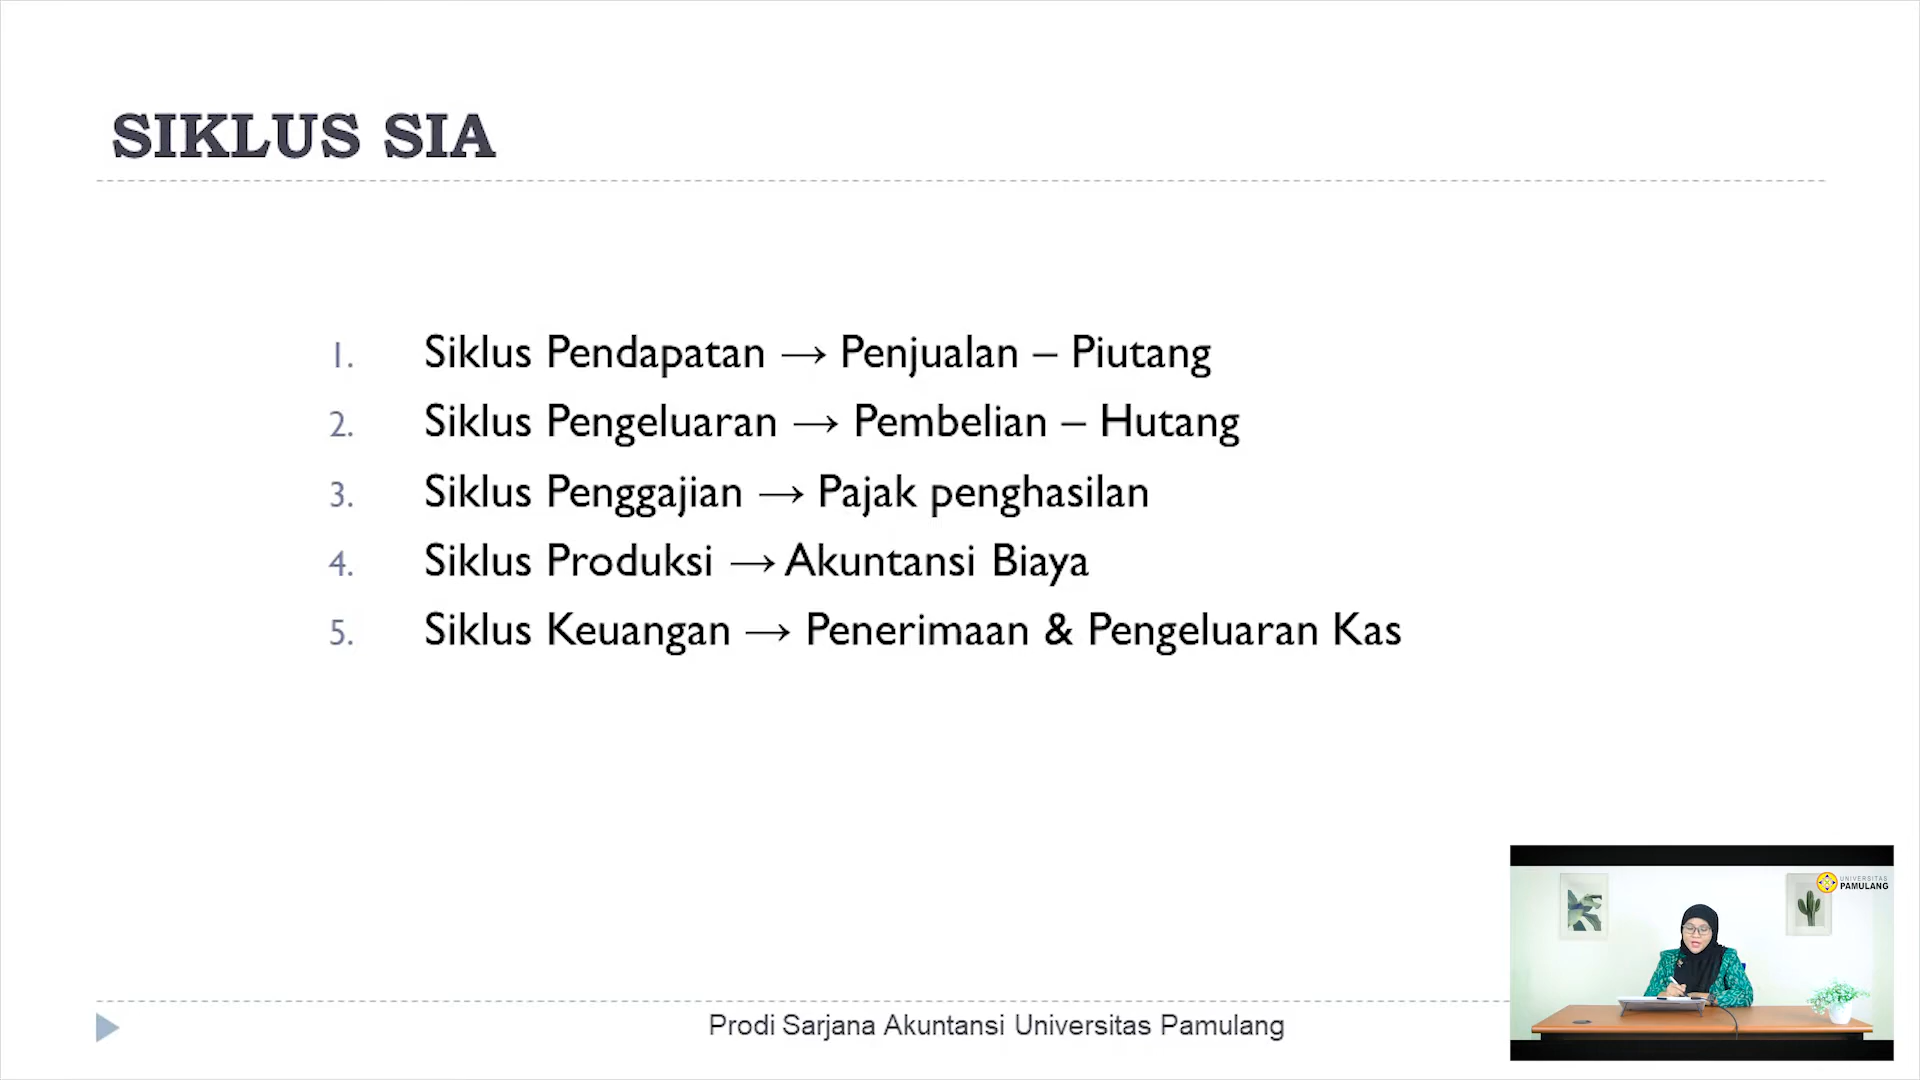 SIKLUS SIA
1. Siklus Pendapatan → Penjualan – Piutang
2. Siklus Pengeluaran → Pembelian – Hutang
3. Siklus Penggajian → Pajak penghasilan
4. Siklus Produksi → Akuntansi Biaya
5. Siklus Keuangan → Penerimaan & Pengeluaran Kas
UNIVERSITAS
PAMULANG
Prodi Sarjana Akuntansi Universitas Pamulang